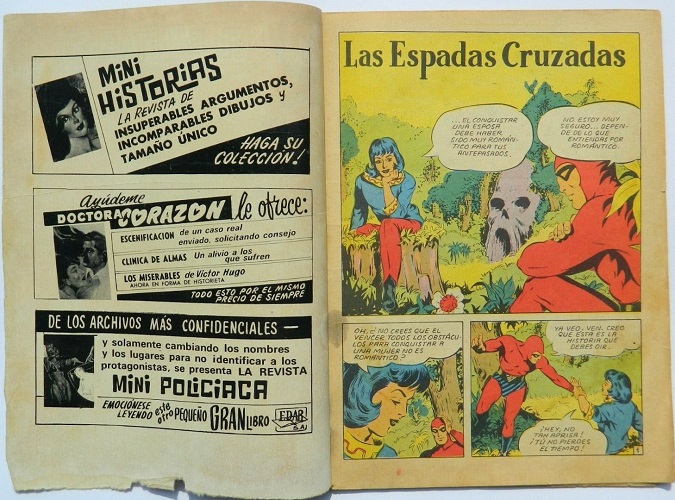 MiNi
HiSTORiAS
LA REVISTA DE
INSUPERABLES ARGUMENTOS,
INCOMPARABLES DIBUJOS y
TAMAÑO ÚNICO
HAGA SU
COLECCIÓN!
Ayúdeme
DOCTORA CORAZON le ofrece:
ESCENIFICACION de un caso real
enviado, solicitando consejo
CLINICA DE ALMAS Un alivio a los
que sufren
LOS MISERABLES de Víctor Hugo
AHORA EN FORMA DE HISTORIETA
TODO ESTO POR EL MISMO
PRECIO DE SIEMPRE
DE LOS ARCHIVOS MÁS CONFIDENCIALES —
y solamente cambiando los nombres
y los lugares para no identificar a los
protagonistas, se presenta LA REVISTA
MiNi POLICIACA
EMOCIÓNESE
LEYENDO este
otro PEQUEÑO GRAN LIBRO
EDAR
S.A.
Las Espadas Cruzadas
...EL CONQUISTAR
UNA ESPOSA
DEBE HABER
SIDO MUY ROMÁN-
TICO PARA TUS
ANTEPASADOS.
NO ESTOY MUY
SEGURO... DEPEN-
DE DE LO QUE
ENTIENDAS POR
ROMÁNTICO.
OH, ¿NO CREES QUE EL
VENCER TODOS LOS OBSTÁCU-
LOS PARA CONQUISTAR A
UNA MUJER NO ES
ROMÁNTICO?
YA VEO. VEN. CREO
QUE ESTA ES LA
HISTORIA QUE
DEBES OIR.
¡HEY, NO
TAN APRISA!
¡TÚ NO PIERDES
EL TIEMPO!
1